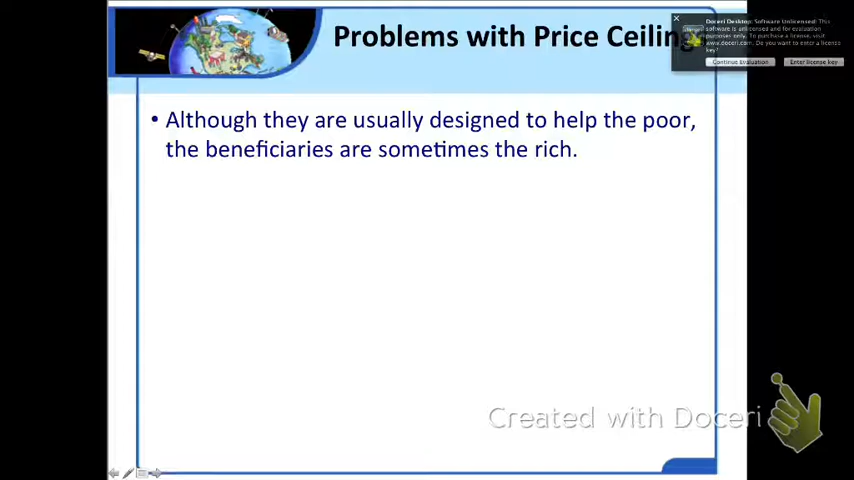 Problems with Price Ceiling
• Although they are usually designed to help the poor,
the beneficiaries are sometimes the rich.
Doceri Desktop: Software Unlicensed: This
software is unlicensed and for evaluation
purposes only. To purchase a license, visit
www.doceri.com. Do you want to enter a license
key?
Continue Evaluation
Enter license key
Created with Doceri